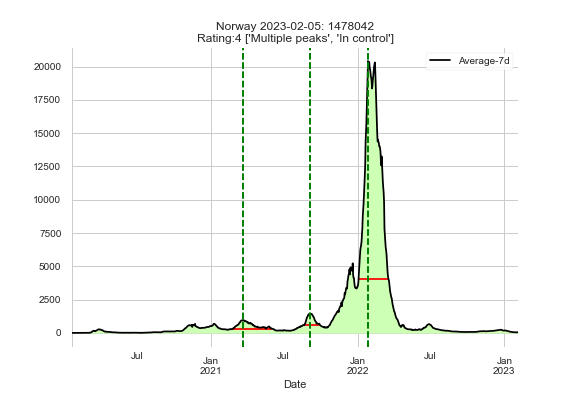 Norway 2023-02-05: 1478042
Rating:4 ['Multiple peaks', 'In control']
Average-7d
20000
17500
15000
12500
10000
7500
5000
2500
0
Jul
Jan
2021
Jul
Jan
2022
Jul
Jan
2023
Date